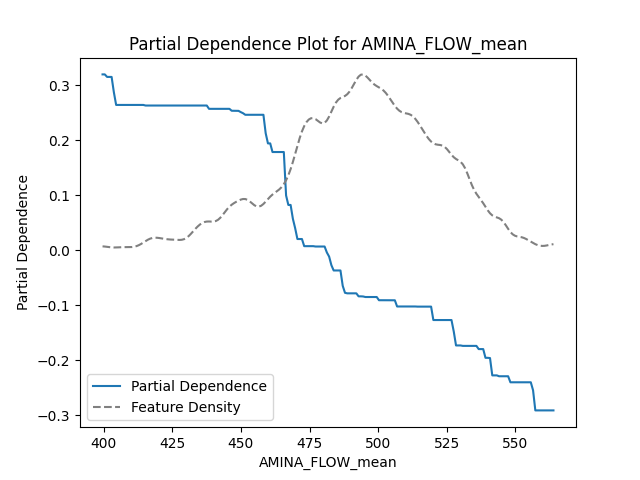 Partial Dependence Plot for AMINA_FLOW_mean
Partial Dependence
0.3
0.2
0.1
0.0
−0.1
−0.2
−0.3
Partial Dependence
Feature Density
400 425 450 475 500 525 550
AMINA_FLOW_mean